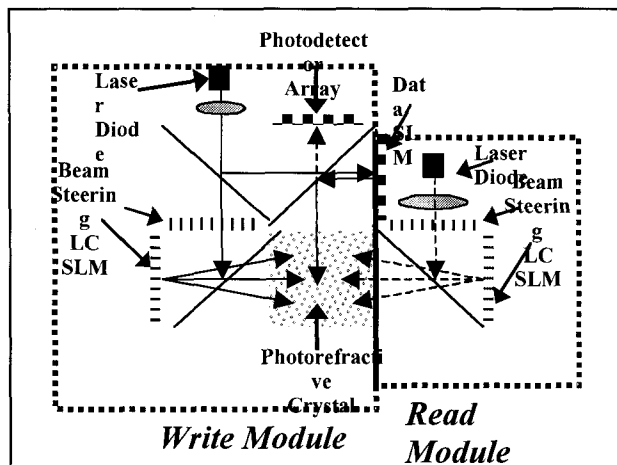 Photodetect
or
Array
Lase
r
Diod
e
Dat
a
SLM
Laser
Diode
Beam
Steerin
g
LC
SLM
Beam
Steerin
g
LC
SLM
Photorefracti
ve
Crystal
Write Module
Read
Module